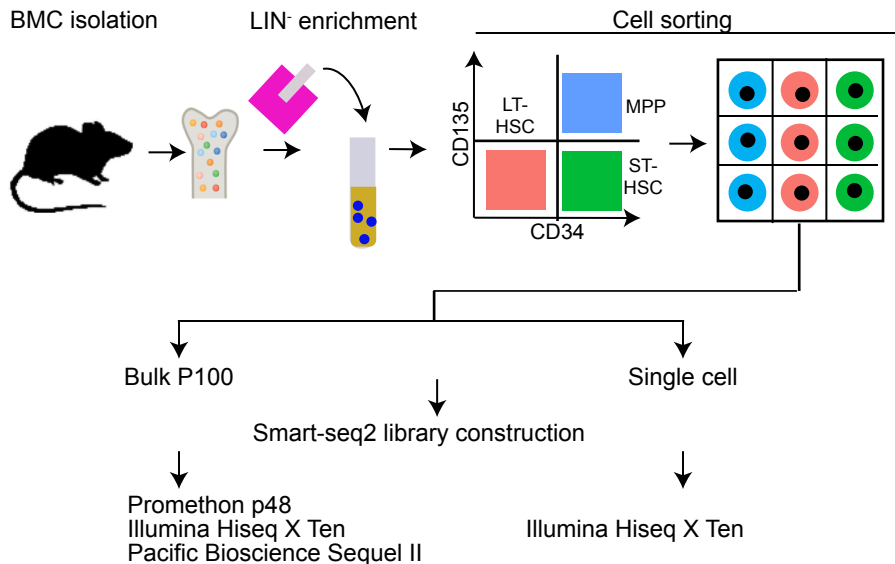 BMC isolation
LIN⁻ enrichment
Cell sorting
CD135
LT-
HSC
MPP
ST-
HSC
CD34
Bulk P100
Single cell
Smart-seq2 library construction
Promethon p48
Illumina Hiseq X Ten
Pacific Bioscience Sequel II
Illumina Hiseq X Ten